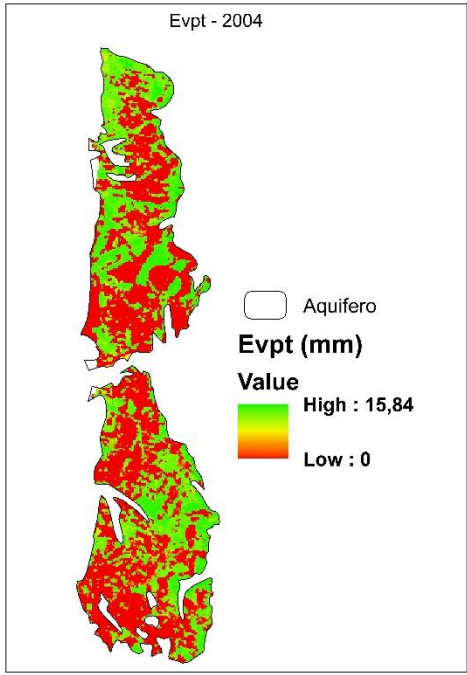 Evpt - 2004
Aquifero
Evpt (mm)
Value
High : 15,84
Low : 0